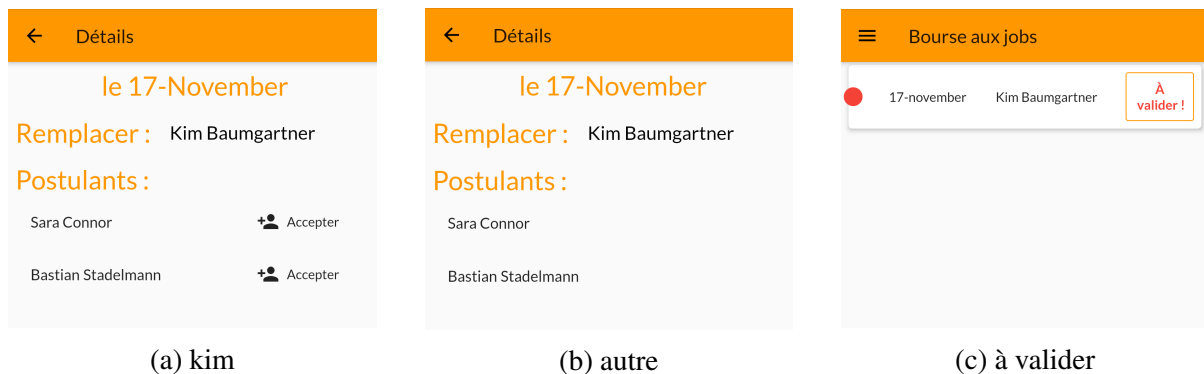 Détails
le 17-November
Remplacer : Kim Baumgartner
Postulants :
Sara Connor Accepter
Bastian Stadelmann Accepter
(a) kim
Détails
le 17-November
Remplacer : Kim Baumgartner
Postulants :
Sara Connor
Bastian Stadelmann
(b) autre
Bourse aux jobs
17-november Kim Baumgartner À
valider !
(c) à valider